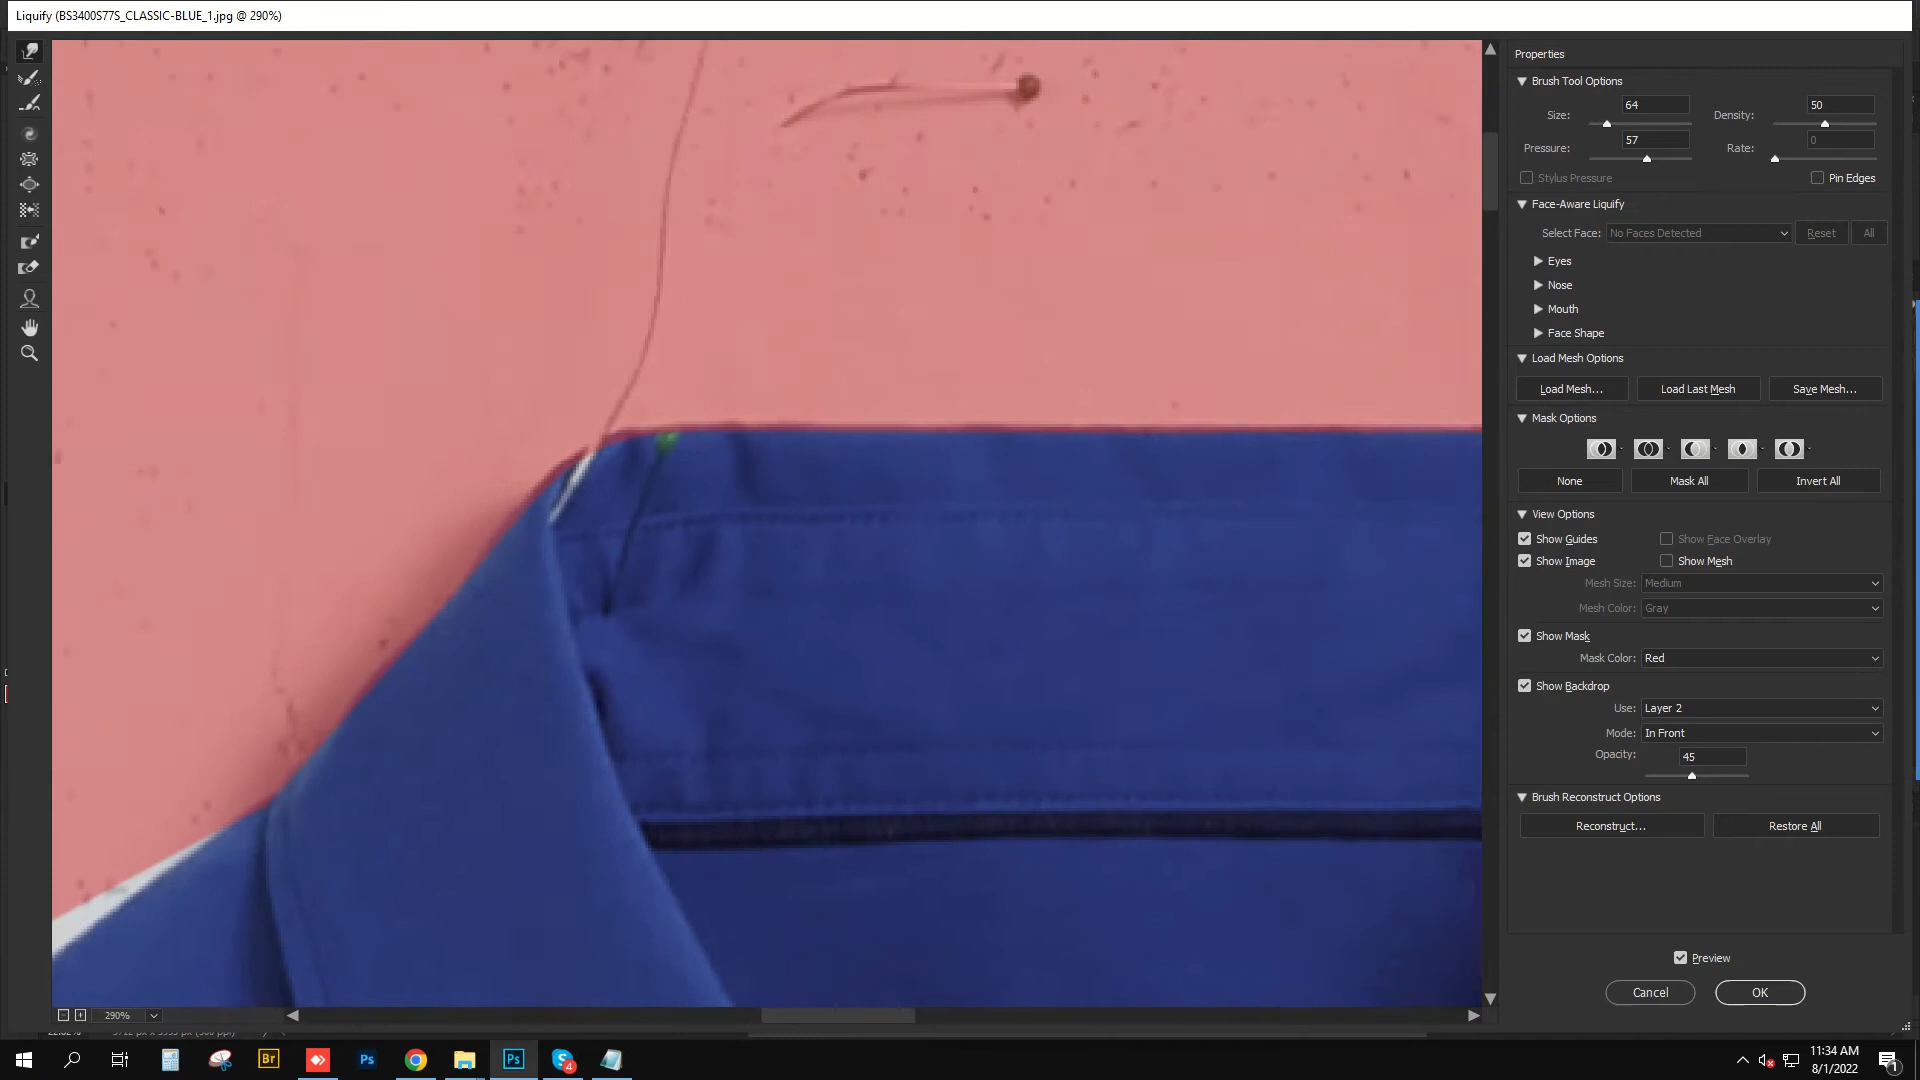 Liquify (BS3400S77S_CLASSIC-BLUE_1.jpg @ 290%)
Properties
Brush Tool Options
Size: 64 Density: 50
Pressure: 57 Rate: 0
Stylus Pressure Pin Edges
Face-Aware Liquify
Select Face: No Faces Detected Reset All
Eyes
Nose
Mouth
Face Shape
Load Mesh Options
Load Mesh... Load Last Mesh Save Mesh...
Mask Options
None Mask All Invert All
View Options
Show Guides Show Face Overlay
Show Image Show Mesh
Mesh Size: Medium
Mesh Color: Gray
Show Mask
Mask Color: Red
Show Backdrop
Use: Layer 2
Mode: In Front
Opacity: 45
Brush Reconstruct Options
Reconstruct... Restore All
Preview
Cancel OK
290%
Br Ps Ps S 4
11:34 AM
8/1/2022
1